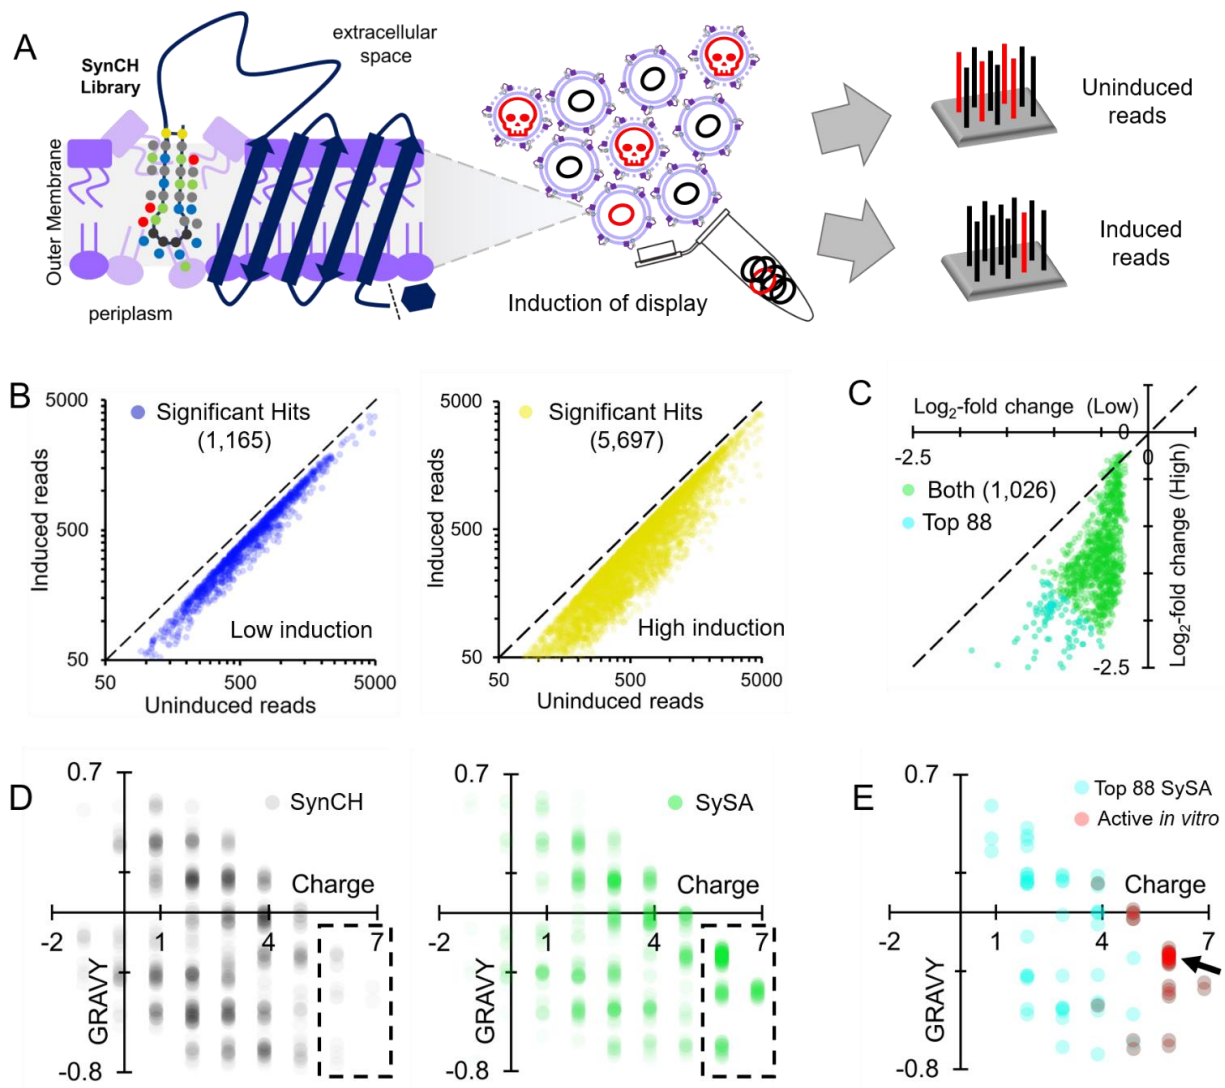 A
SynCH
Library
extracellular
space
Outer Membrane
periplasm
Induction of display
Uninduced
reads
Induced
reads
B
5000
Significant Hits
(1,165)
Induced reads
500
Low induction
50
50
500
5000
Uninduced reads
5000
Significant Hits
(5,697)
Induced reads
500
High induction
50
50
500
5000
Uninduced reads
C
Log2-fold change (Low)
0
-2.5
0
Both (1,026)
Top 88
Log2-fold change (High)
-2.5
D
0.7
SynCH
Charge
-2
1
4
7
GRAVY
-0.8
0.7
SySA
Charge
-2
1
4
7
GRAVY
-0.8
E
0.7
Top 88 SySA
Active in vitro
Charge
-2
1
4
7
GRAVY
-0.8